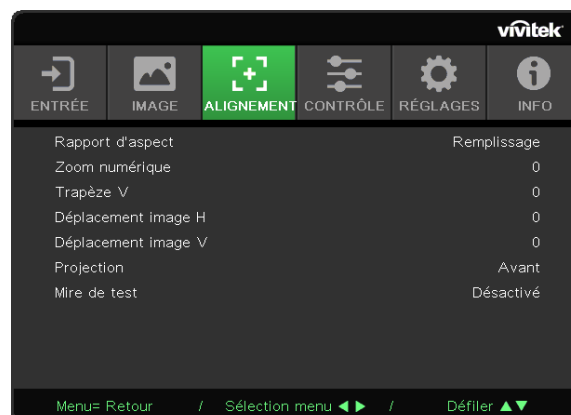 vivitek
ENTRÉE IMAGE ALIGNEMENT CONTRÔLE RÉGLAGES INFO
Rapport d'aspect Remplissage
Zoom numérique 0
Trapèze V 0
Déplacement image H 0
Déplacement image V 0
Projection Avant
Mire de test Désactivé
Menu= Retour / Sélection menu ◀ ▶ / Défiler ▲▼